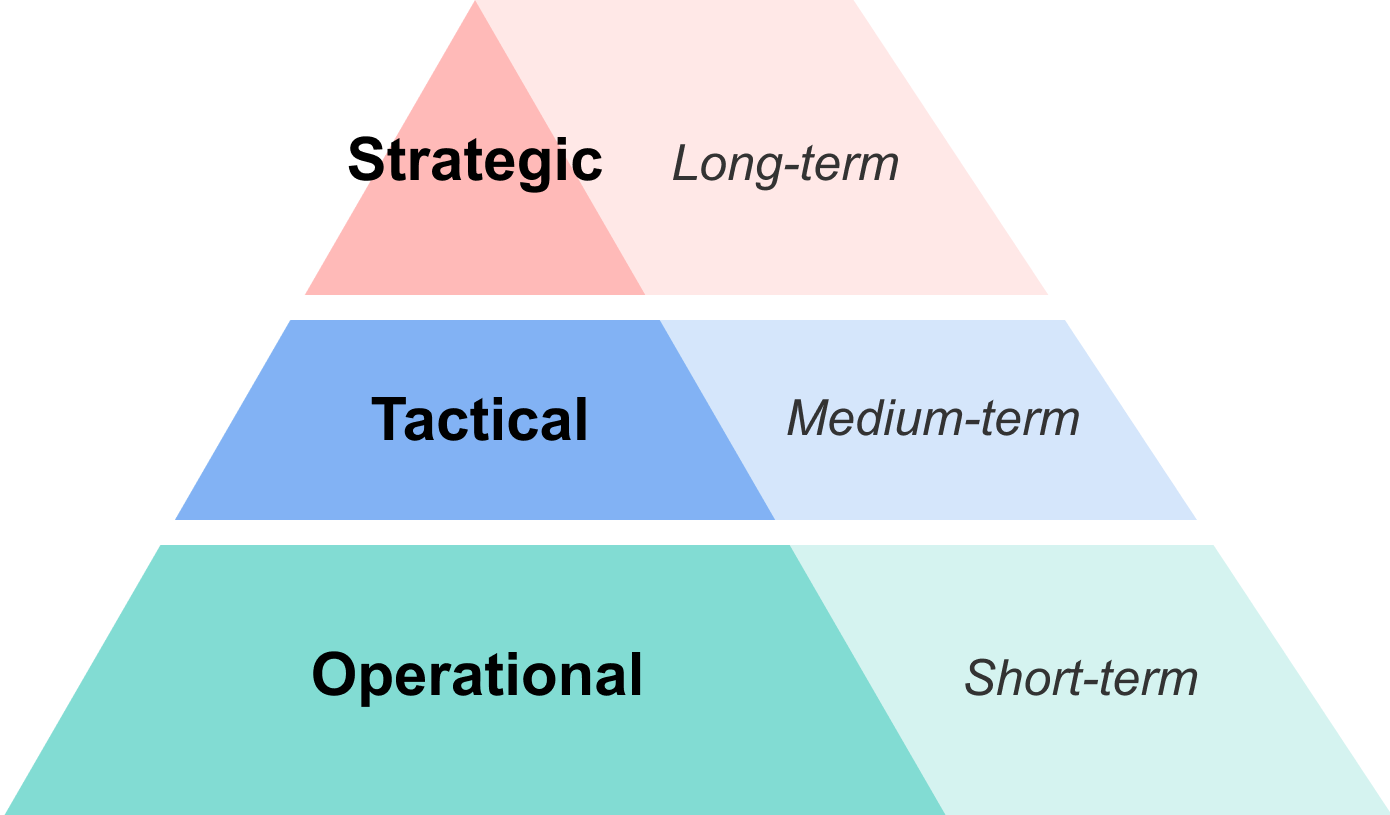 Strategic Long-term
Tactical Medium-term
Operational Short-term